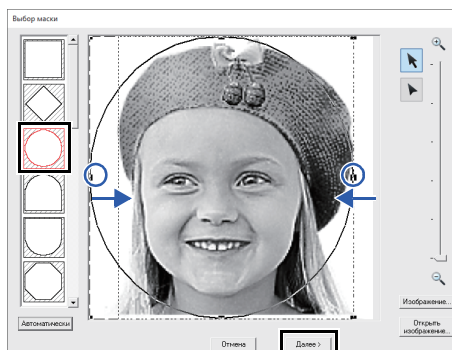 Выбор маски
Изображение...
Автоматически
Открыть
изображение...
Отмена
Далее >